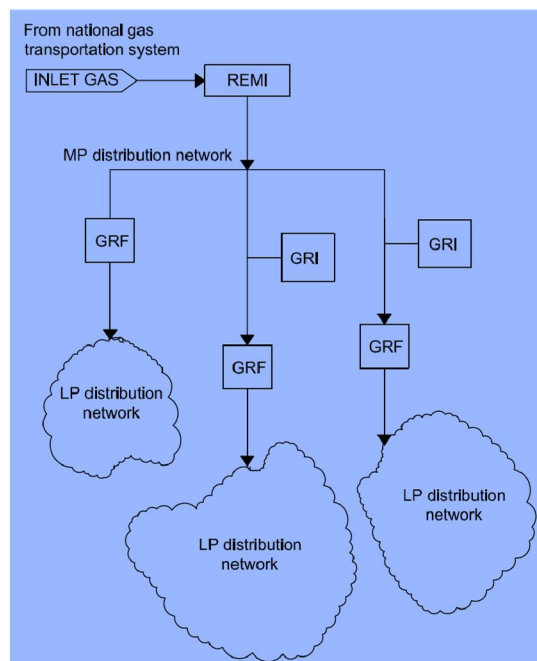 From national gas
transportation system
INLET GAS
REMI
MP distribution network
GRF
GRI
GRI
GRF
GRF
LP distribution
network
LP distribution
network
LP distribution
network